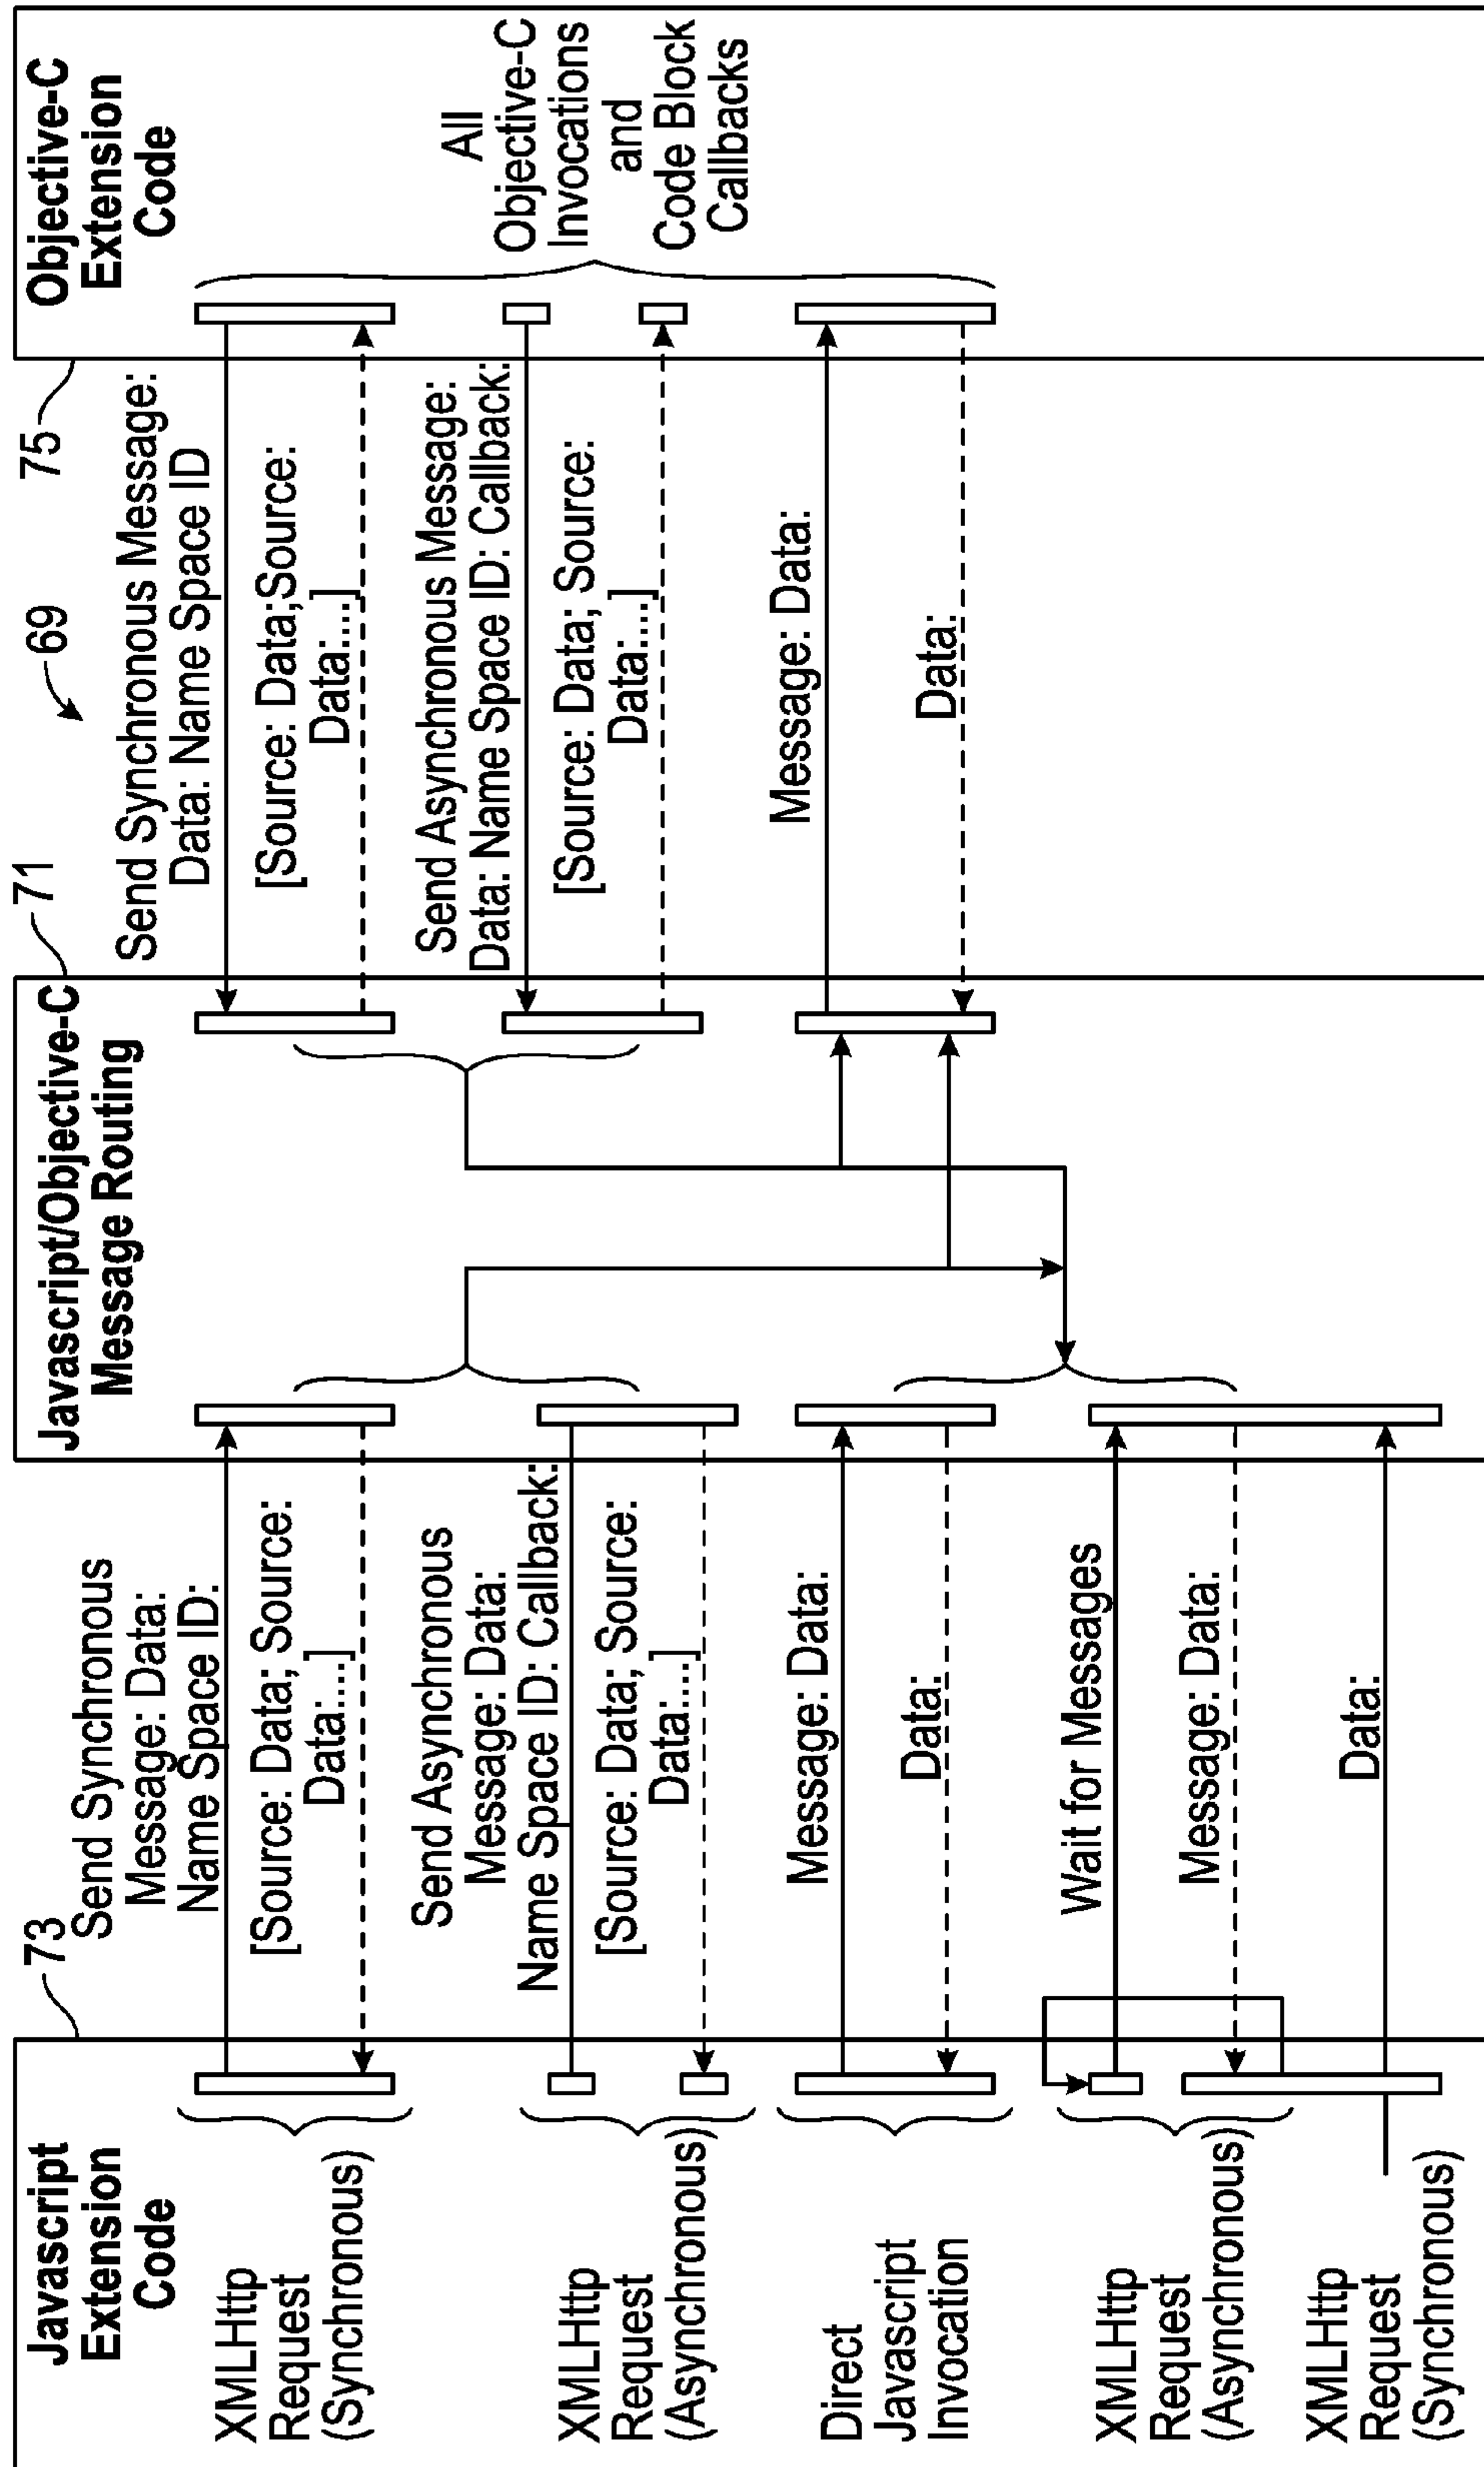 Javascript
Extension
Code
XMLHttp
Request
(Synchronous)
XMLHttp
Request
(Asynchronous)
Direct
Javascript
Invocation
XMLHttp
Request
(Asynchronous)
XMLHttp
Request
(Synchronous)
73
Send Synchronous
Message: Data:
Name Space ID:
[Source: Data; Source:
Data:...]
Send Asynchronous
Message: Data:
Name Space ID: Callback:
[Source: Data; Source:
Data:...]
Message: Data:
Data:
Wait for Messages
Message: Data:
Data:
Javascript/Objective-C
Message Routing
71
69
Send Synchronous Message:
Data: Name Space ID
[Source: Data;Source:
Data:...]
Send Asynchronous Message:
Data: Name Space ID: Callback:
[Source: Data; Source:
Data:...]
Message: Data:
Data:
75
Objective-C
Extension
Code
All
Objective-C
Invocations
and
Code Block
Callbacks